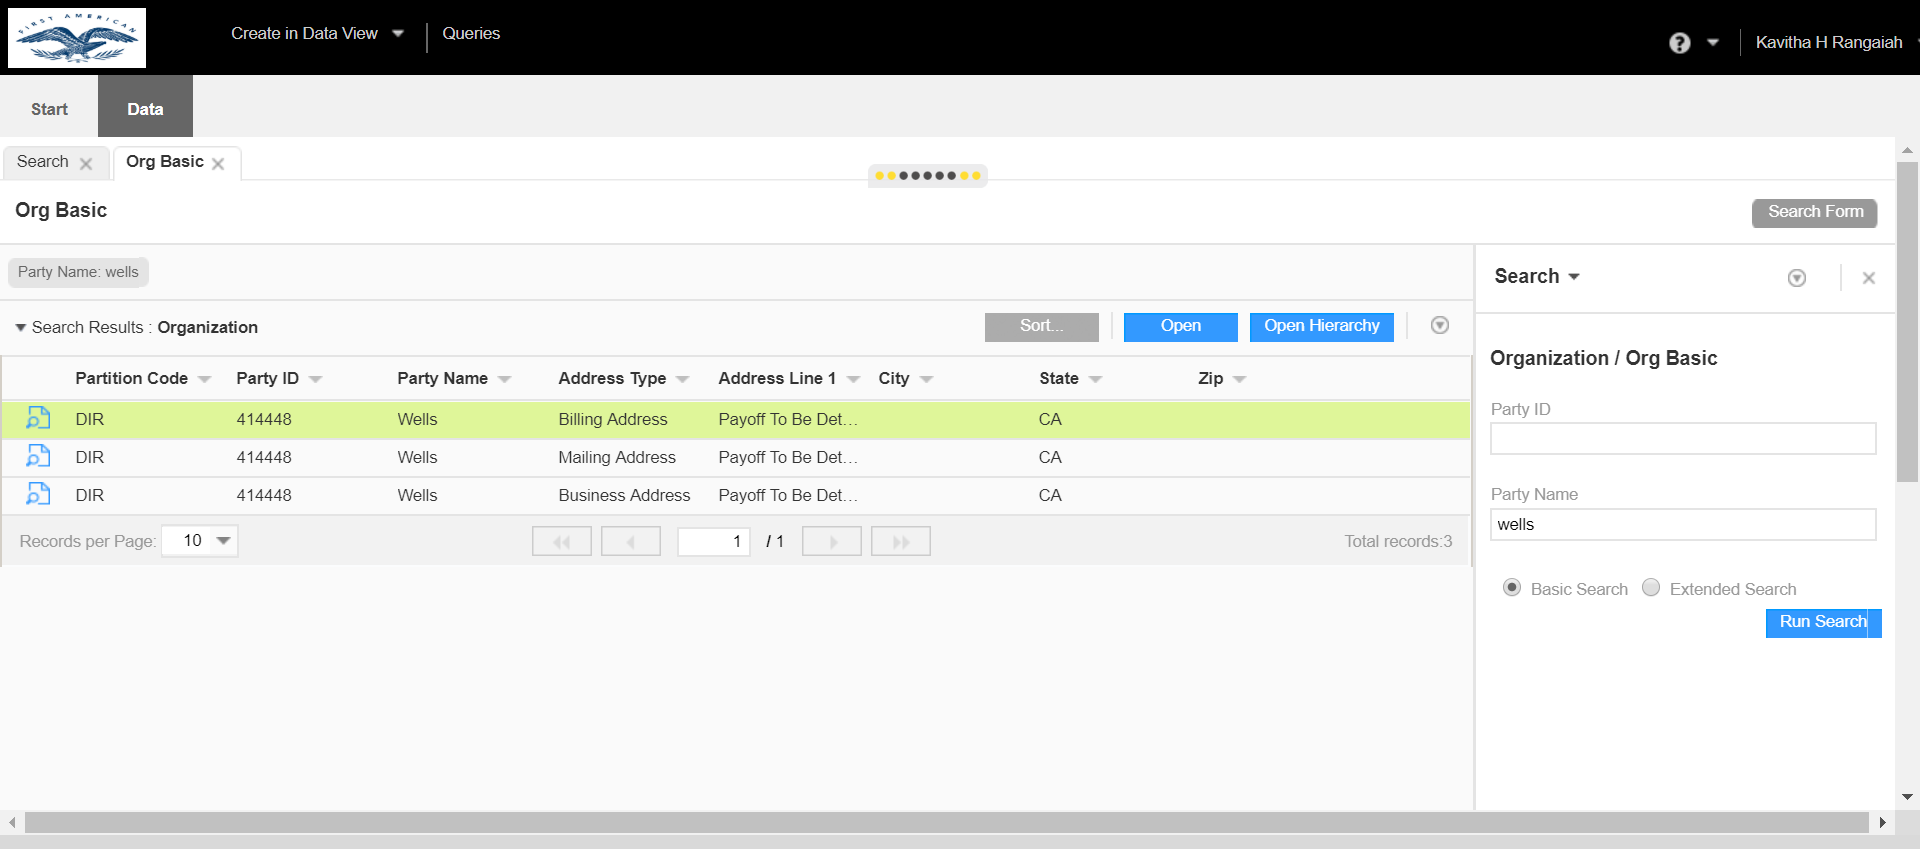 FIRST AMERICAN
Create in Data View Queries
? Kavitha H Rangaiah
Start Data
Search Org Basic
Org Basic
Search Form
Party Name: wells
Search
Search Results : Organization
Sort... Open Open Hierarchy
Organization / Org Basic
Partition Code Party ID Party Name Address Type Address Line 1 City State Zip
DIR 414448 Wells Billing Address Payoff To Be Det... CA
DIR 414448 Wells Mailing Address Payoff To Be Det... CA
DIR 414448 Wells Business Address Payoff To Be Det... CA
Records per Page: 10 1 / 1 Total records:3
Party ID
Party Name
wells
Basic Search Extended Search
Run Search